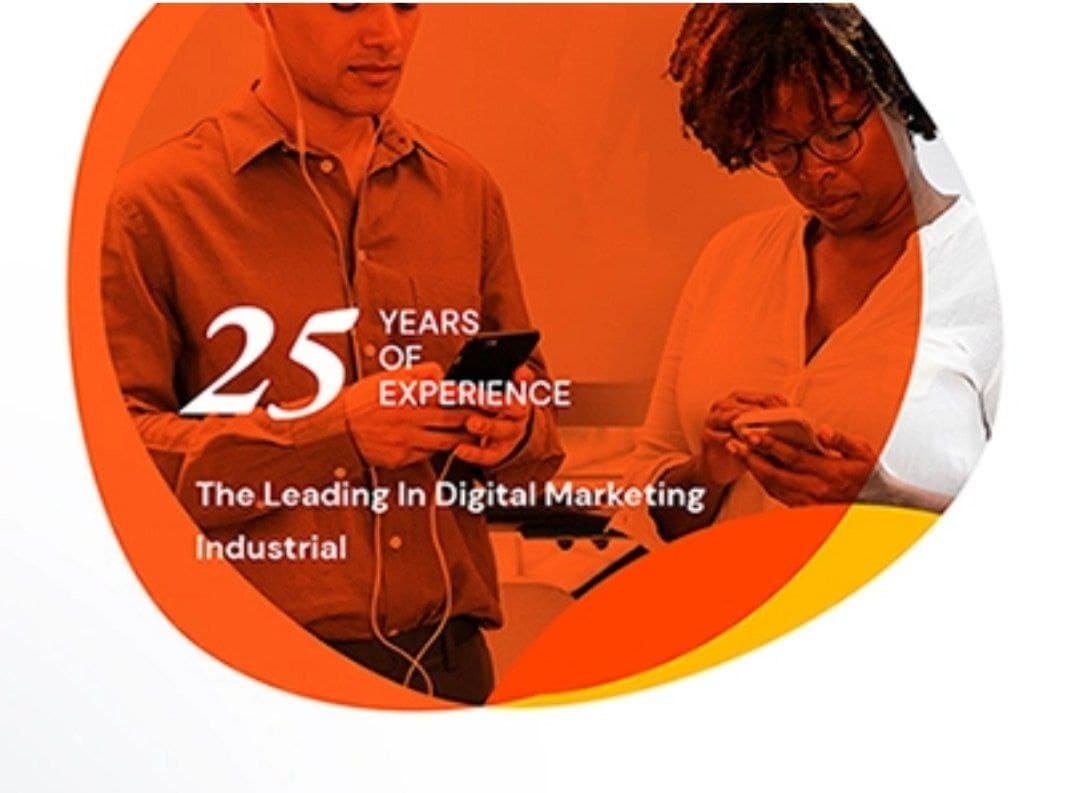 25 YEARS
OF
EXPERIENCE
The Leading In Digital Marketing
Industrial